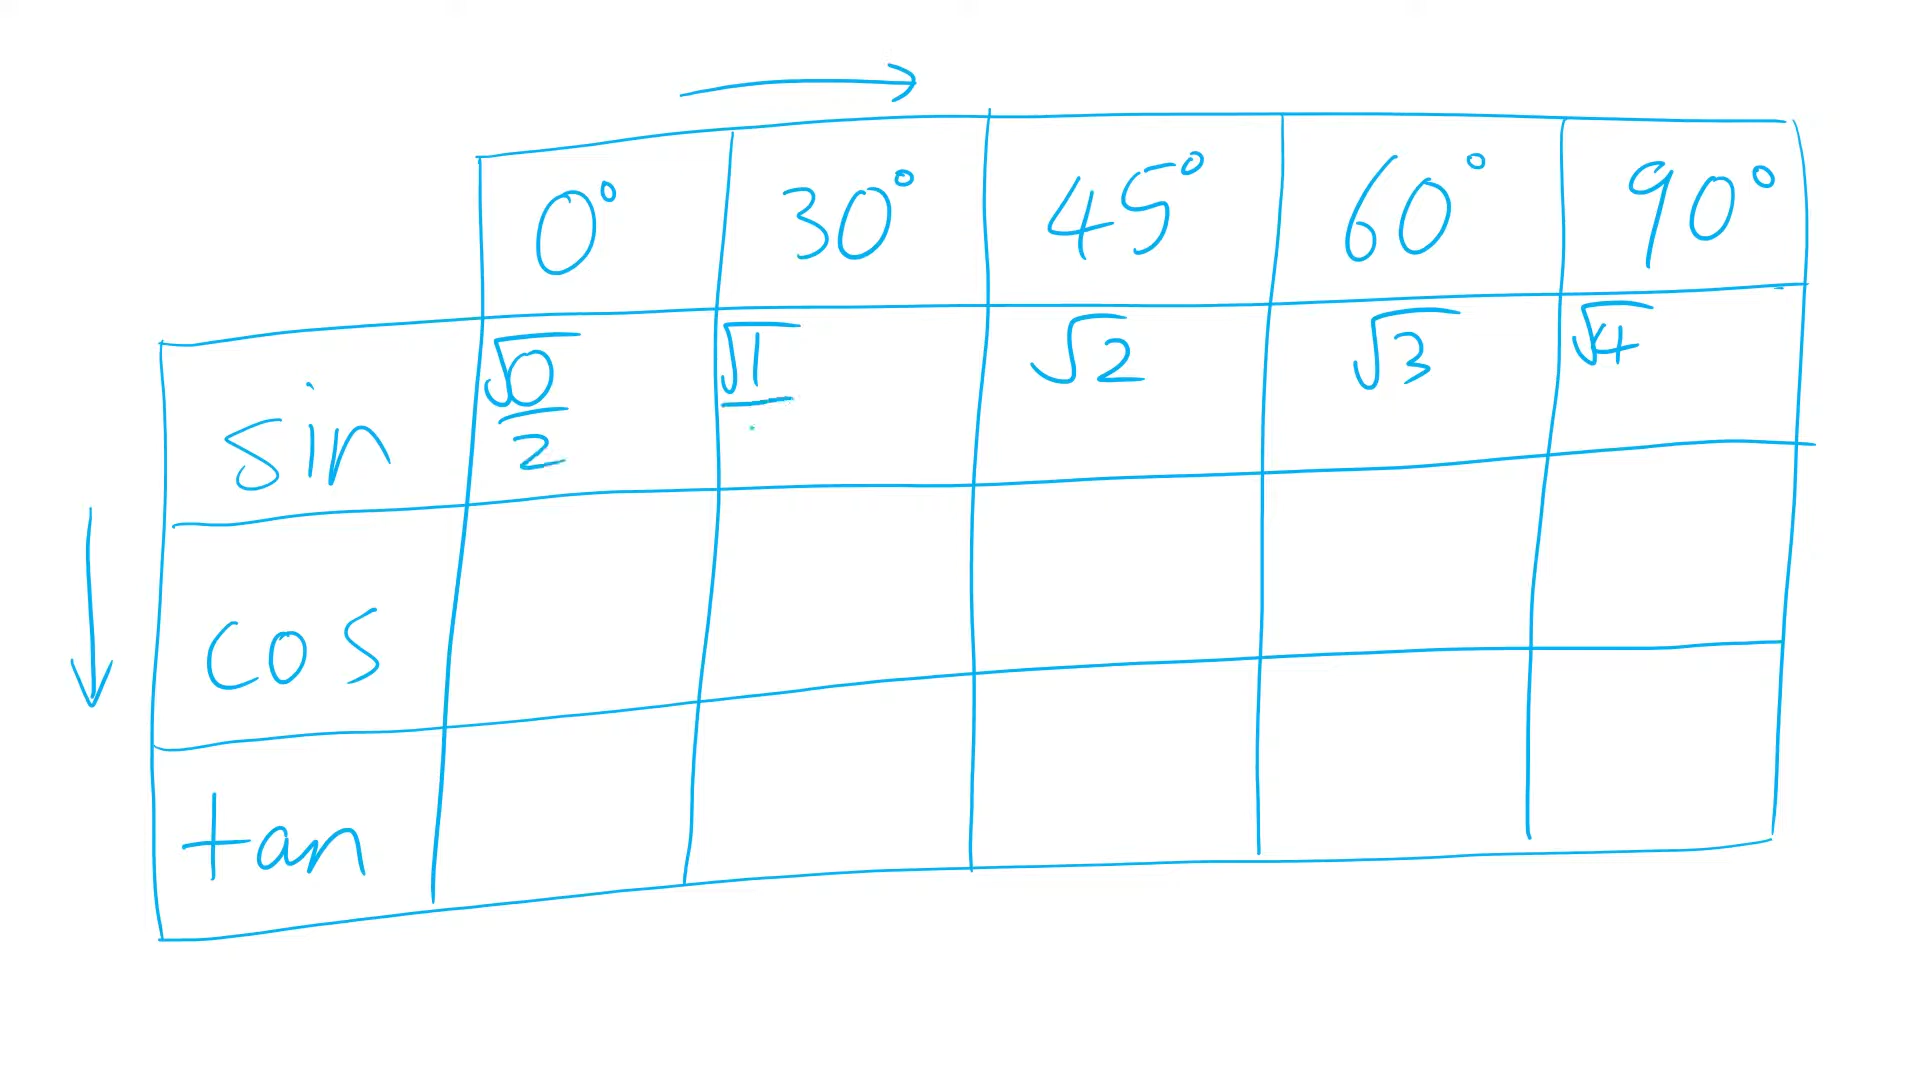 0° 30° 45° 60° 90°
sin √0/2 √1 √2 √3 √4
cos
tan